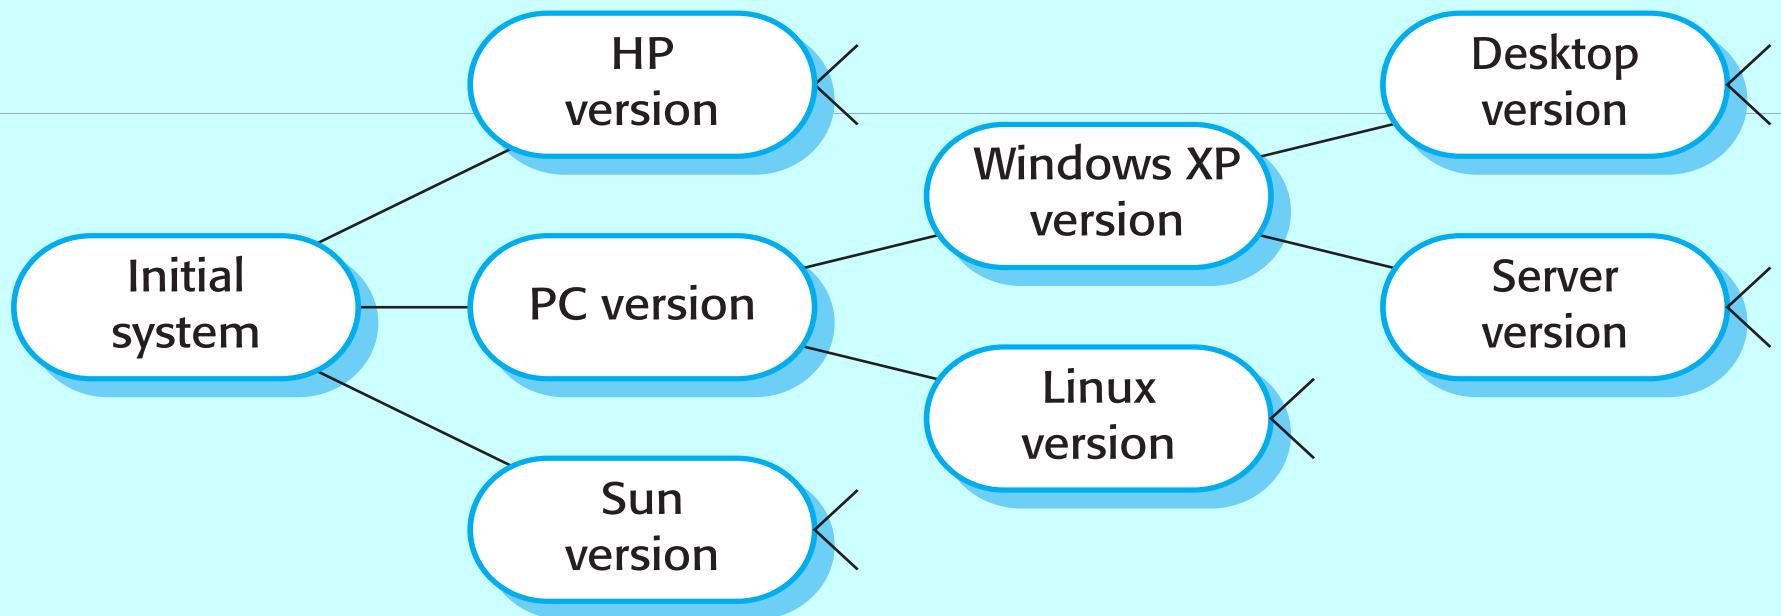 HP
version
Desktop
version
Windows XP
version
Initial
system
PC version
Server
version
Linux
version
Sun
version